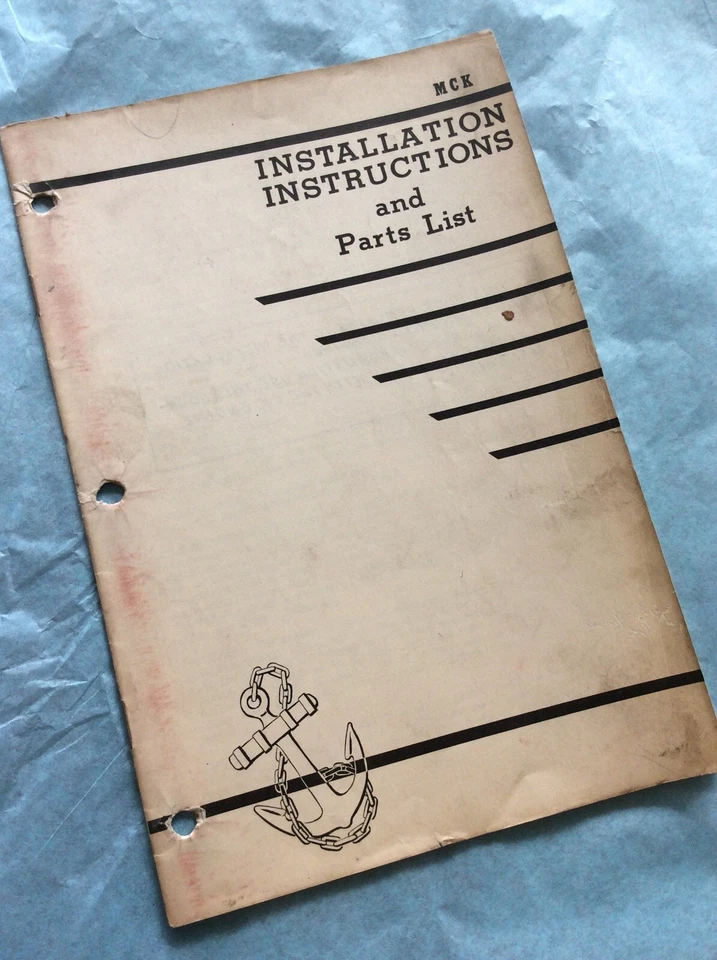 MCK
INSTALLATION
INSTRUCTIONS
and
Parts List